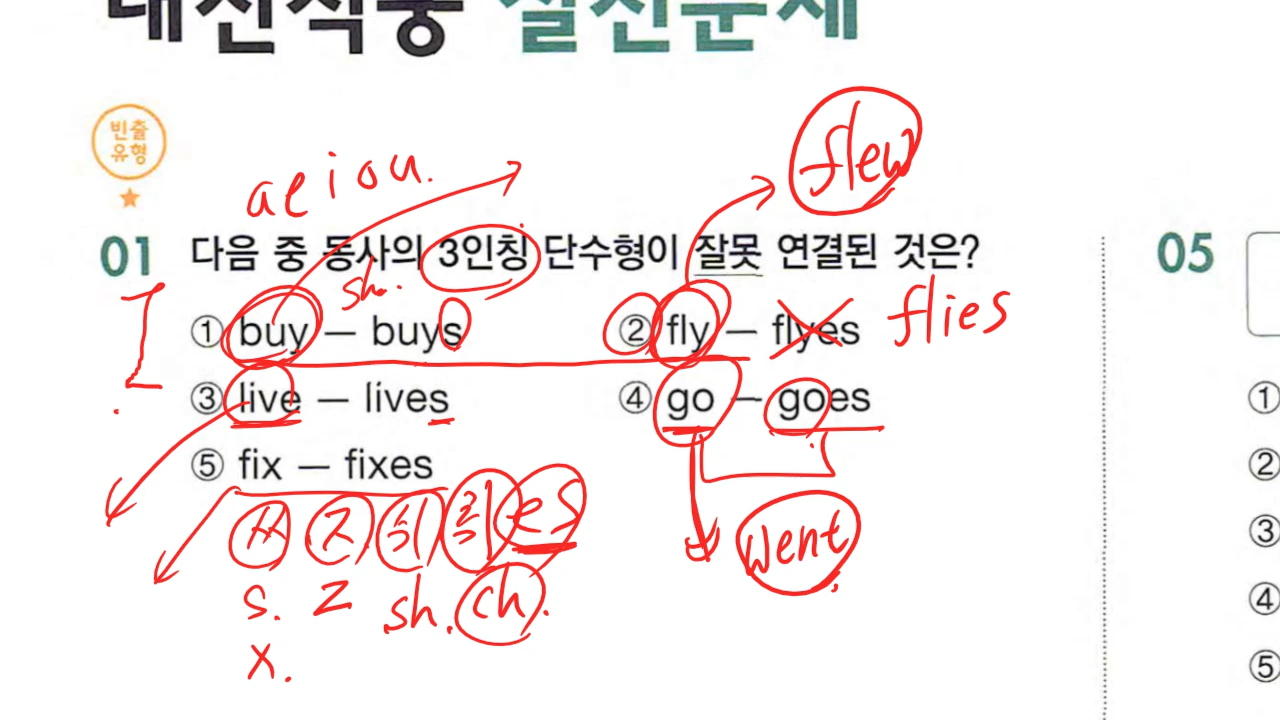 내신적중 실전문제
빈출
유형
a e i o u.
flew
01 다음 중 동사의 3인칭 단수형이 잘못 연결된 것은?
05
sh.
① buy – buys ② fly – flyes flies
③ live – lives ④ go – goes
⑤ fix – fixes
ㅆ ㅈ 쉬 취 es
went
s. z sh. ch.
x.
①
②
③
④
⑤